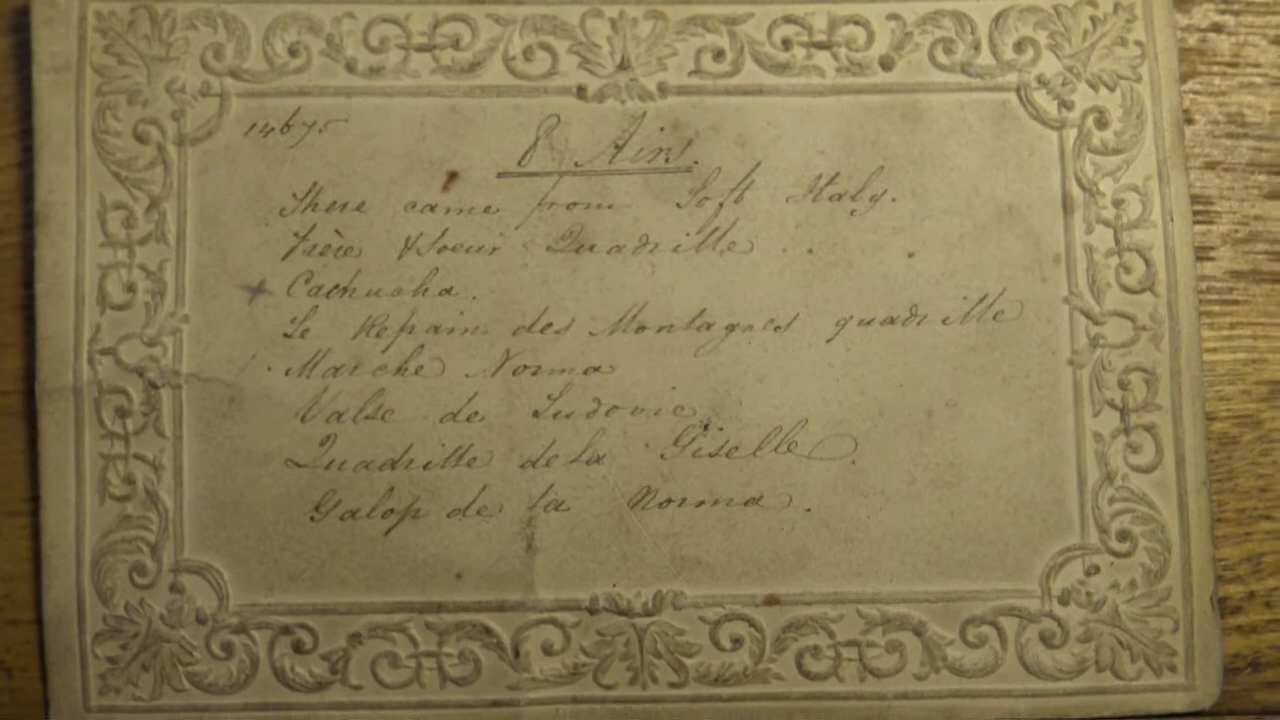 14675
8 Airs.
There came from Soft Italy.
Frère & Soeur Quadrille ..
+ Cachucha.
Le Repain des Montagnes quadrille
Marche Norma
Valse de Ludovic
Quadrille de la Giselle.
Galop de la Norma.